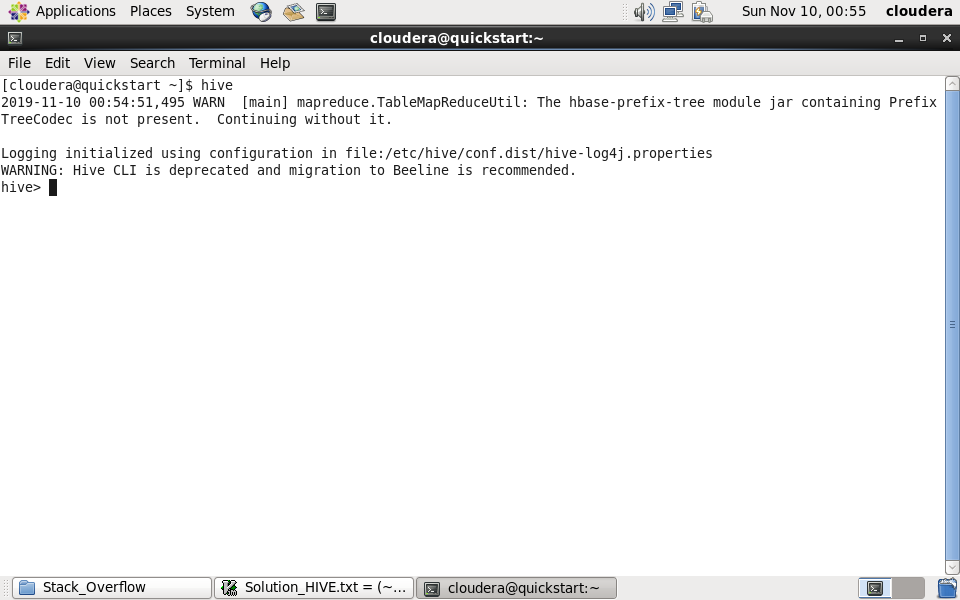 Applications Places System Sun Nov 10, 00:55 cloudera
cloudera@quickstart:~
File Edit View Search Terminal Help
[cloudera@quickstart ~]$ hive
2019-11-10 00:54:51,495 WARN  [main] mapreduce.TableMapReduceUtil: The hbase-prefix-tree module jar containing Prefix
TreeCodec is not present.  Continuing without it.
Logging initialized using configuration in file:/etc/hive/conf.dist/hive-log4j.properties
WARNING: Hive CLI is deprecated and migration to Beeline is recommended.
hive>
Stack_Overflow Solution_HIVE.txt = (~... cloudera@quickstart:~